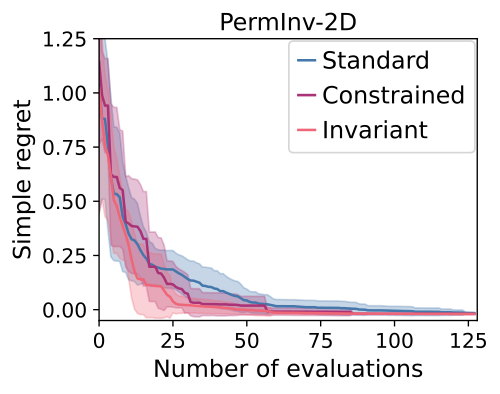 PermInv-2D
1.25
1.00
0.75
0.50
0.25
0.00
Simple regret
Standard
Constrained
Invariant
0 25 50 75 100 125
Number of evaluations